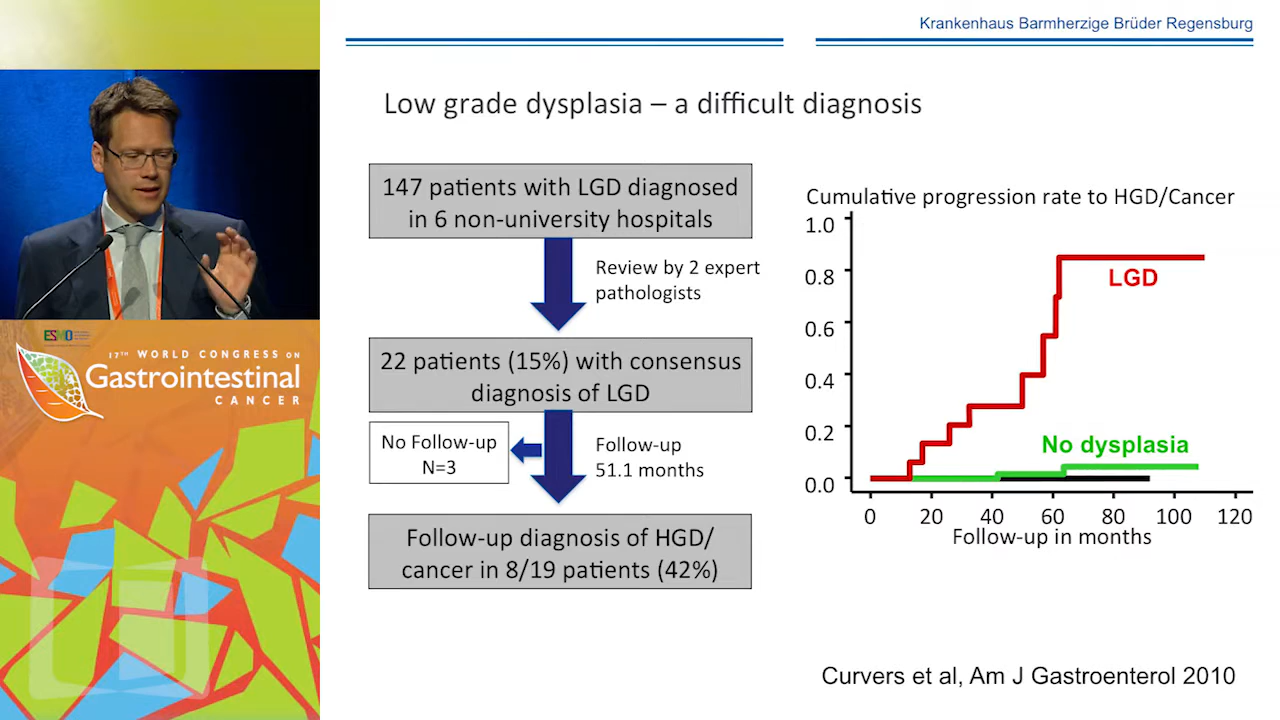 Krankenhaus Barmherzige Brüder Regensburg
Low grade dysplasia – a difficult diagnosis
147 patients with LGD diagnosed
in 6 non-university hospitals
Review by 2 expert
pathologists
22 patients (15%) with consensus
diagnosis of LGD
No Follow-up
N=3
Follow-up
51.1 months
Follow-up diagnosis of HGD/
cancer in 8/19 patients (42%)
Cumulative progression rate to HGD/Cancer
1.0
0.8
0.6
0.4
0.2
0.0
LGD
No dysplasia
0 20 40 60 80 100 120
Follow-up in months
Curvers et al, Am J Gastroenterol 2010
ESMO
17TH WORLD CONGRESS ON
Gastrointestinal
CANCER